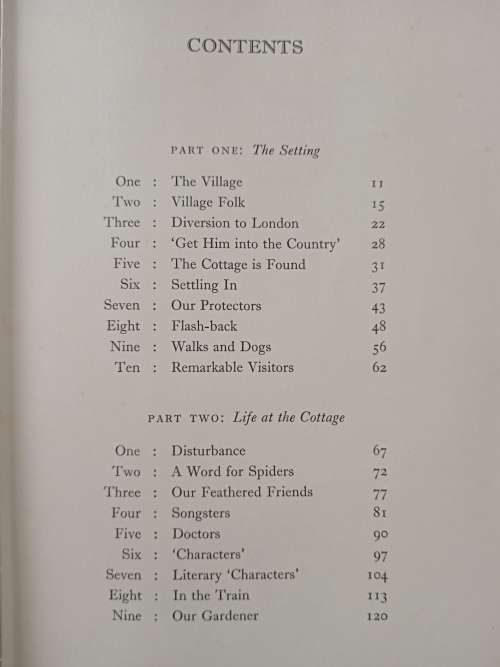 CONTENTS
PART ONE: The Setting
One : The Village 11
Two : Village Folk 15
Three : Diversion to London 22
Four : ‘Get Him into the Country’ 28
Five : The Cottage is Found 31
Six : Settling In 37
Seven : Our Protectors 43
Eight : Flash-back 48
Nine : Walks and Dogs 56
Ten : Remarkable Visitors 62
PART TWO: Life at the Cottage
One : Disturbance 67
Two : A Word for Spiders 72
Three : Our Feathered Friends 77
Four : Songsters 81
Five : Doctors 90
Six : ‘Characters’ 97
Seven : Literary ‘Characters’ 104
Eight : In the Train 113
Nine : Our Gardener 120